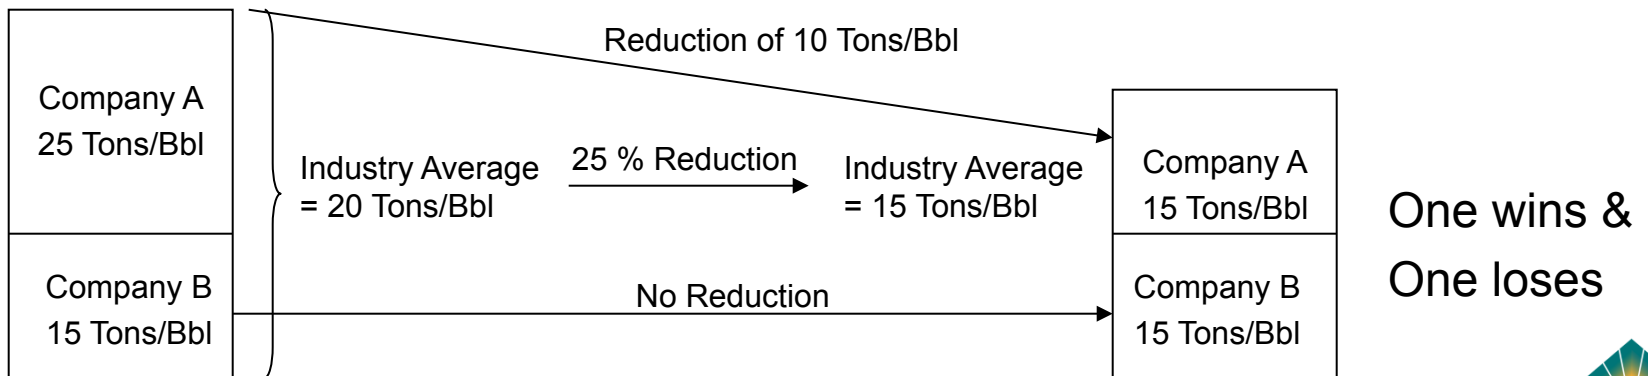 Reduction of 10 Tons/Bbl
Company A
25 Tons/Bbl
Industry Average
= 20 Tons/Bbl
25 % Reduction
Industry Average
= 15 Tons/Bbl
Company A
15 Tons/Bbl
One wins &
One loses
Company B
15 Tons/Bbl
No Reduction
Company B
15 Tons/Bbl